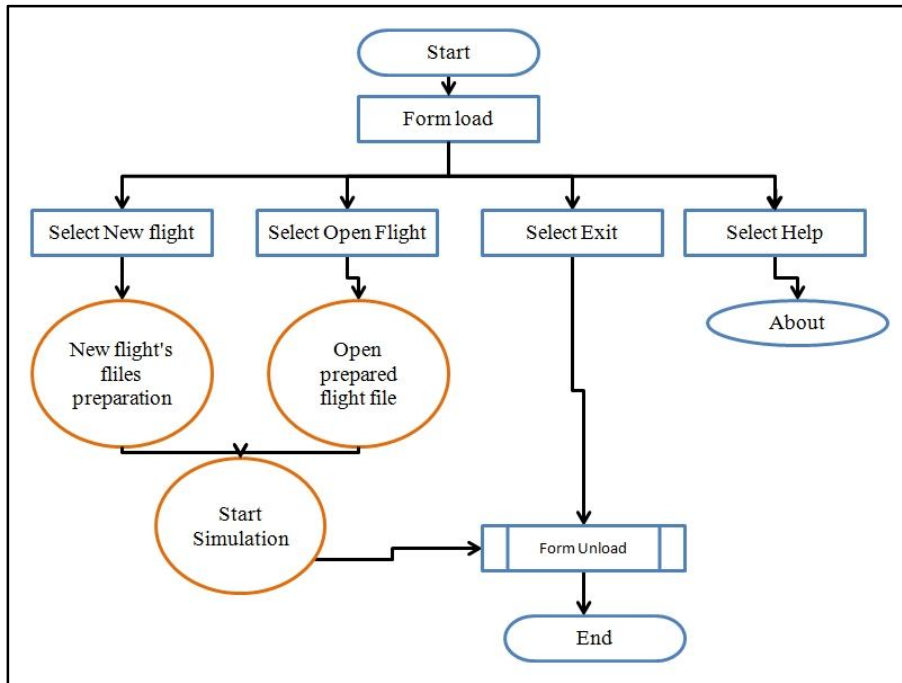 Start
Form load
Select New flight
Select Open Flight
Select Exit
Select Help
New flight's
fliles
preparation
Open
prepared
flight file
About
Start
Simulation
Form Unload
End